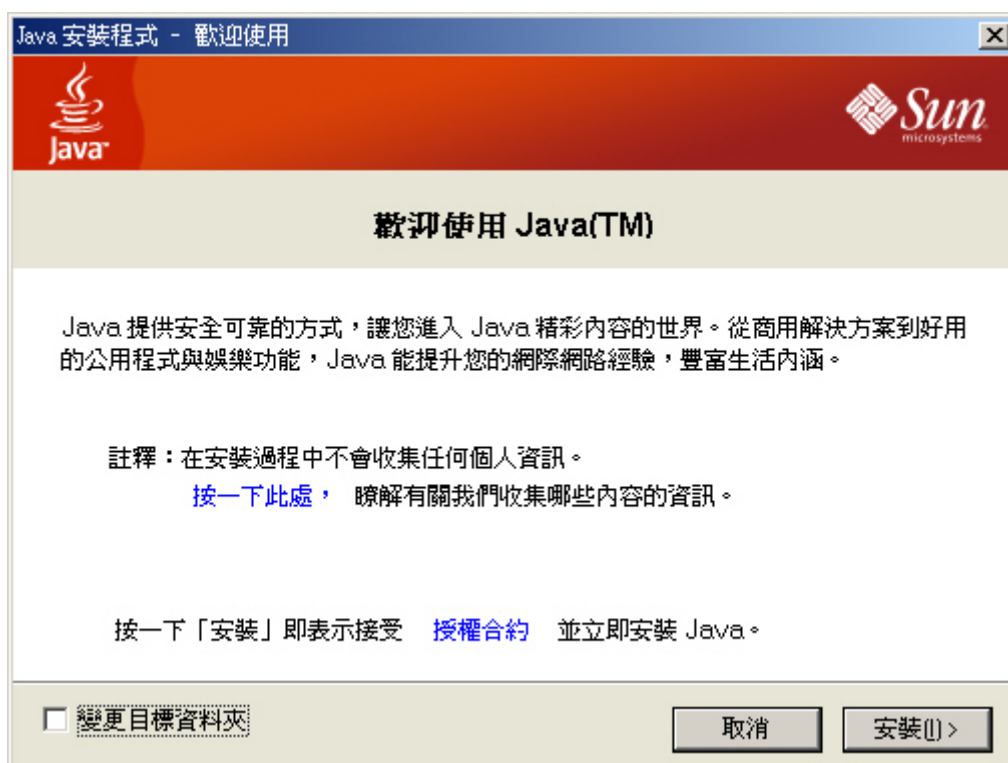 Java 安裝程式 - 歡迎使用
Java™
Sun
microsystems
歡迎使用 Java(TM)
Java 提供安全可靠的方式，讓您進入 Java 精彩內容的世界。從商用解決方案到好用
的公用程式與娛樂功能，Java 能提升您的網際網路經驗，豐富生活內涵。
註釋：在安裝過程中不會收集任何個人資訊。
按一下此處， 瞭解有關我們收集哪些內容的資訊。
按一下「安裝」即表示接受 授權合約 並立即安裝 Java。
變更目標資料夾
取消
安裝(I) >